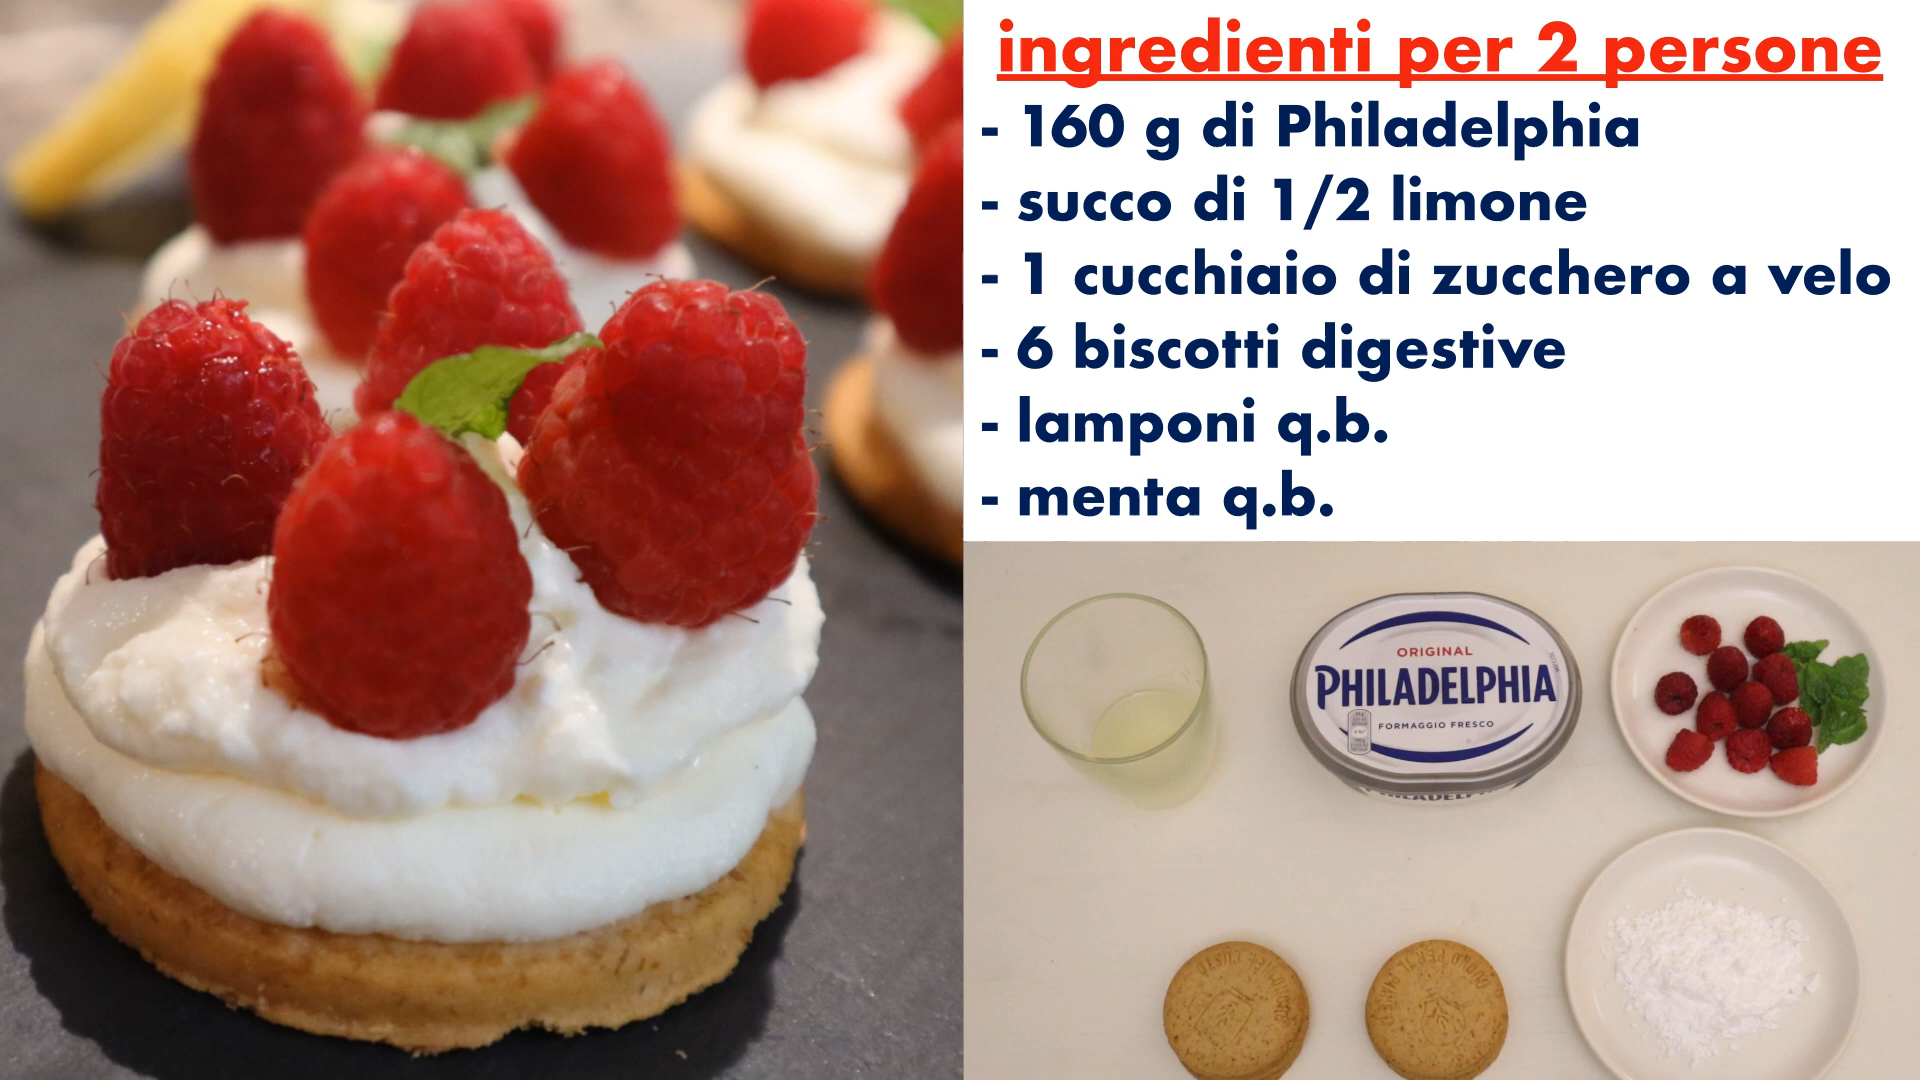 ingredienti per 2 persone
- 160 g di Philadelphia
- succo di 1/2 limone
- 1 cucchiaio di zucchero a velo
- 6 biscotti digestive
- lamponi q.b.
- menta q.b.
ORIGINAL
PHILADELPHIA
FORMAGGIO FRESCO